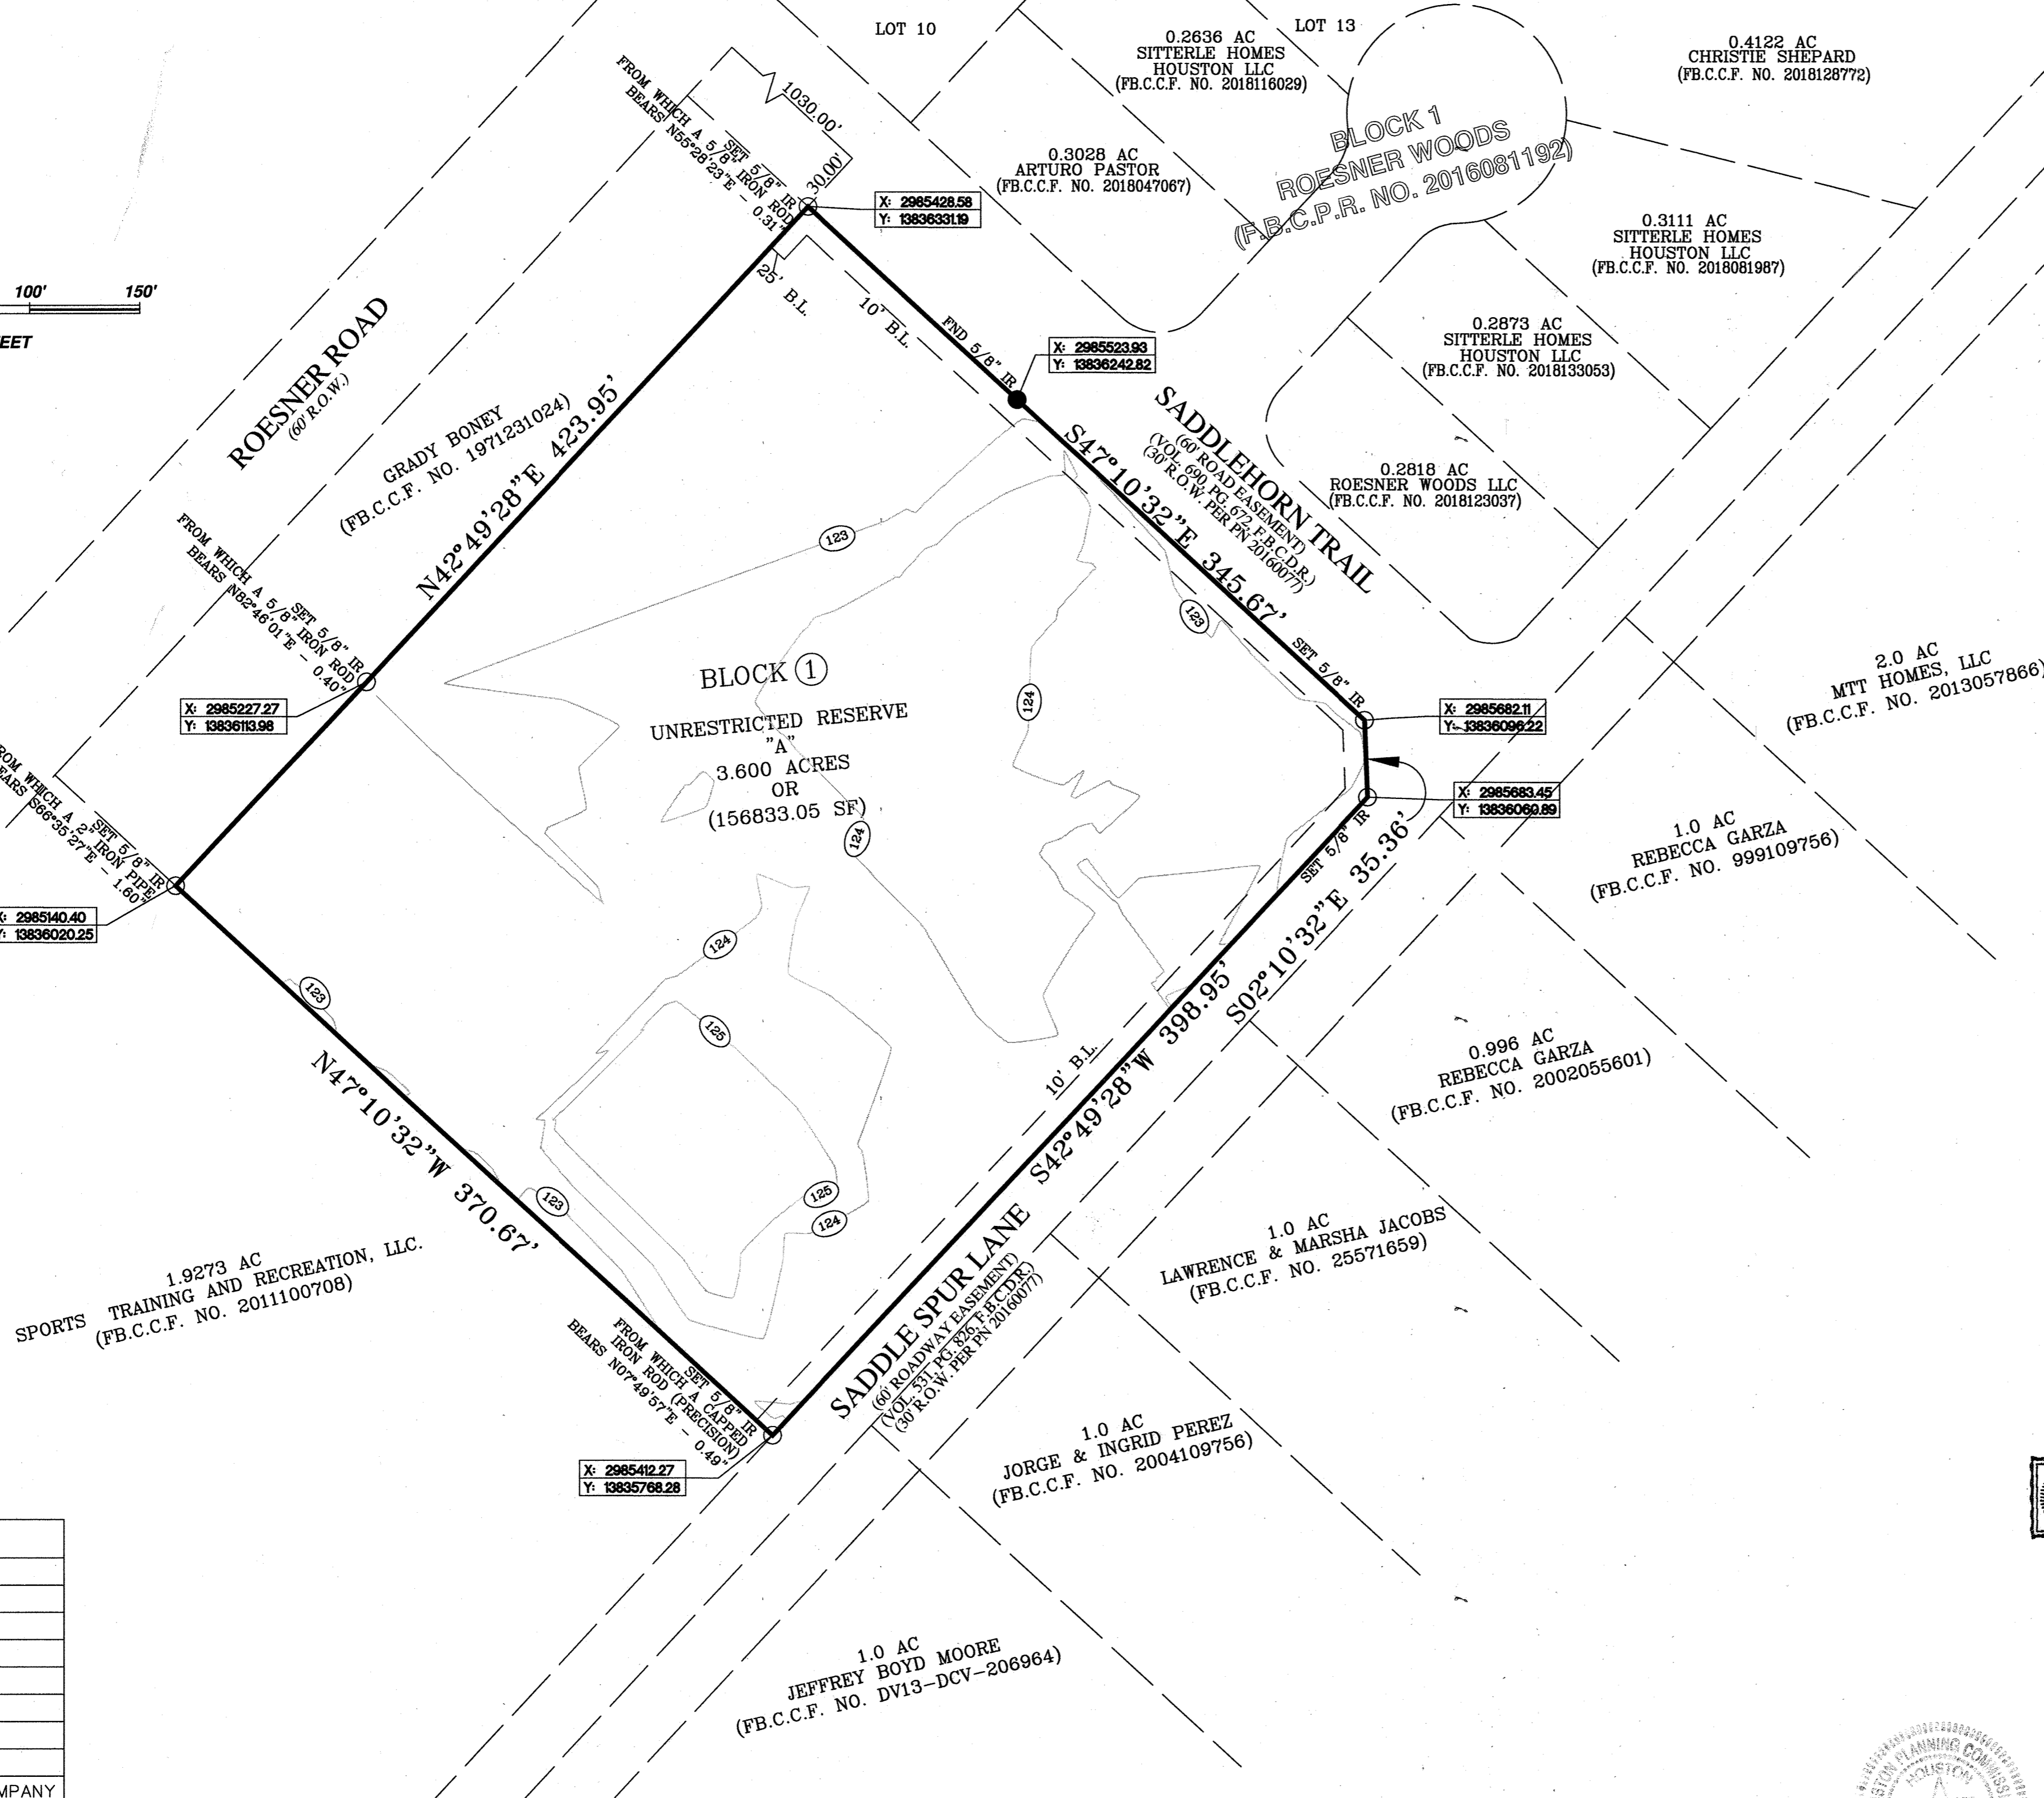 LOT 10
LOT 13
0.2636 AC
SITTERLE HOMES
HOUSTON LLC
(FB.C.C.F. NO. 2018116029)
0.4122 AC
CHRISTIE SHEPARD
(FB.C.C.F. NO. 2018128772)
1030.00'
30.00'
SET 5/8" IR
FROM WHICH A 5/8" IRON ROD
BEARS N55°28'23"E - 0.31"
0.3028 AC
ARTURO PASTOR
(FB.C.C.F. NO. 2018047067)
BLOCK 1
ROESNER WOODS
(F.B.C.P.R. NO. 2016081192)
X: 2985428.58
Y: 13836331.19
0.3111 AC
SITTERLE HOMES
HOUSTON LLC
(FB.C.C.F. NO. 2018081987)
100' 150'
EET
25' B.L.
10' B.L.
FND 5/8" IR
X: 2985523.93
Y: 13836242.82
0.2873 AC
SITTERLE HOMES
HOUSTON LLC
(FB.C.C.F. NO. 2018133053)
ROESNER ROAD
(60' R.O.W.)
GRADY BONEY
(FB.C.C.F. NO. 1971231024)
N42°49'28"E 423.95'
SADDLEHORN TRAIL
(60' ROAD EASEMENT)
(VOL. 690, PG. 672, F.B.C.D.R.)
(30' R.O.W. PER PN 20160077)
S47°10'32"E 345.67'
0.2818 AC
ROESNER WOODS LLC
(FB.C.C.F. NO. 2018123037)
123
123
SET 5/8" IR
FROM WHICH A 5/8" IRON ROD
BEARS N82°46'01"E - 0.40"
X: 2985227.27
Y: 13836113.98
BLOCK 1
UNRESTRICTED RESERVE
"A"
3.600 ACRES
OR
(156833.05 SF)
124
124
SET 5/8" IR
X: 2985682.11
Y: 13836096.22
2.0 AC
MTT HOMES, LLC
(FB.C.C.F. NO. 2013057866)
X: 2985683.45
Y: 13836060.89
SET 5/8" IR
S02°10'32"E 35.36'
1.0 AC
REBECCA GARZA
(FB.C.C.F. NO. 999109756)
SET 5/8" IR
FROM WHICH A 2" IRON PIPE
BEARS S66°35'27"E - 1.60"
X: 2985140.40
Y: 13836020.25
123
124
125
N47°10'32"W 370.67'
123
125
124
10' B.L.
S42°49'28"W 398.95'
0.996 AC
REBECCA GARZA
(FB.C.C.F. NO. 2002055601)
1.9273 AC
SPORTS TRAINING AND RECREATION, LLC.
(FB.C.C.F. NO. 2011100708)
1.0 AC
LAWRENCE & MARSHA JACOBS
(FB.C.C.F. NO. 25571659)
SADDLE SPUR LANE
(60' ROADWAY EASEMENT)
(VOL. 531, PG. 826, F.B.C.D.R.)
(30' R.O.W. PER PN 20160077)
SET 5/8" IR
FROM WHICH A CAPPED
IRON ROD (PRECISION)
BEARS N07°49'57"E - 0.49"
X: 2985412.27
Y: 13835768.28
1.0 AC
JORGE & INGRID PEREZ
(FB.C.C.F. NO. 2004109756)
1.0 AC
JEFFREY BOYD MOORE
(FB.C.C.F. NO. DV13-DCV-206964)
MPANY
PLANNING COMMISS
HOUSTON